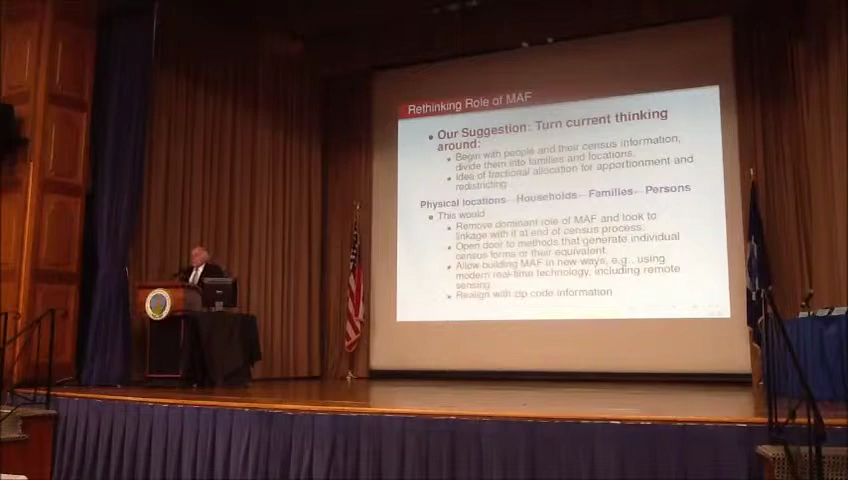 Rethinking Role of MAF
Our Suggestion: Turn current thinking
around:
Begin with people and their census information,
divide them into families and locations.
Idea of fractional allocation for apportionment and
redistricting.
Physical locations Households Families Persons
This would
Remove dominant role of MAF and look to
linkage with it at end of census process.
Open door to methods that generate individual
census forms or their equivalent.
Allow building MAF in new ways, e.g., using
modern real-time technology, including remote
sensing.
Realign with zip code information